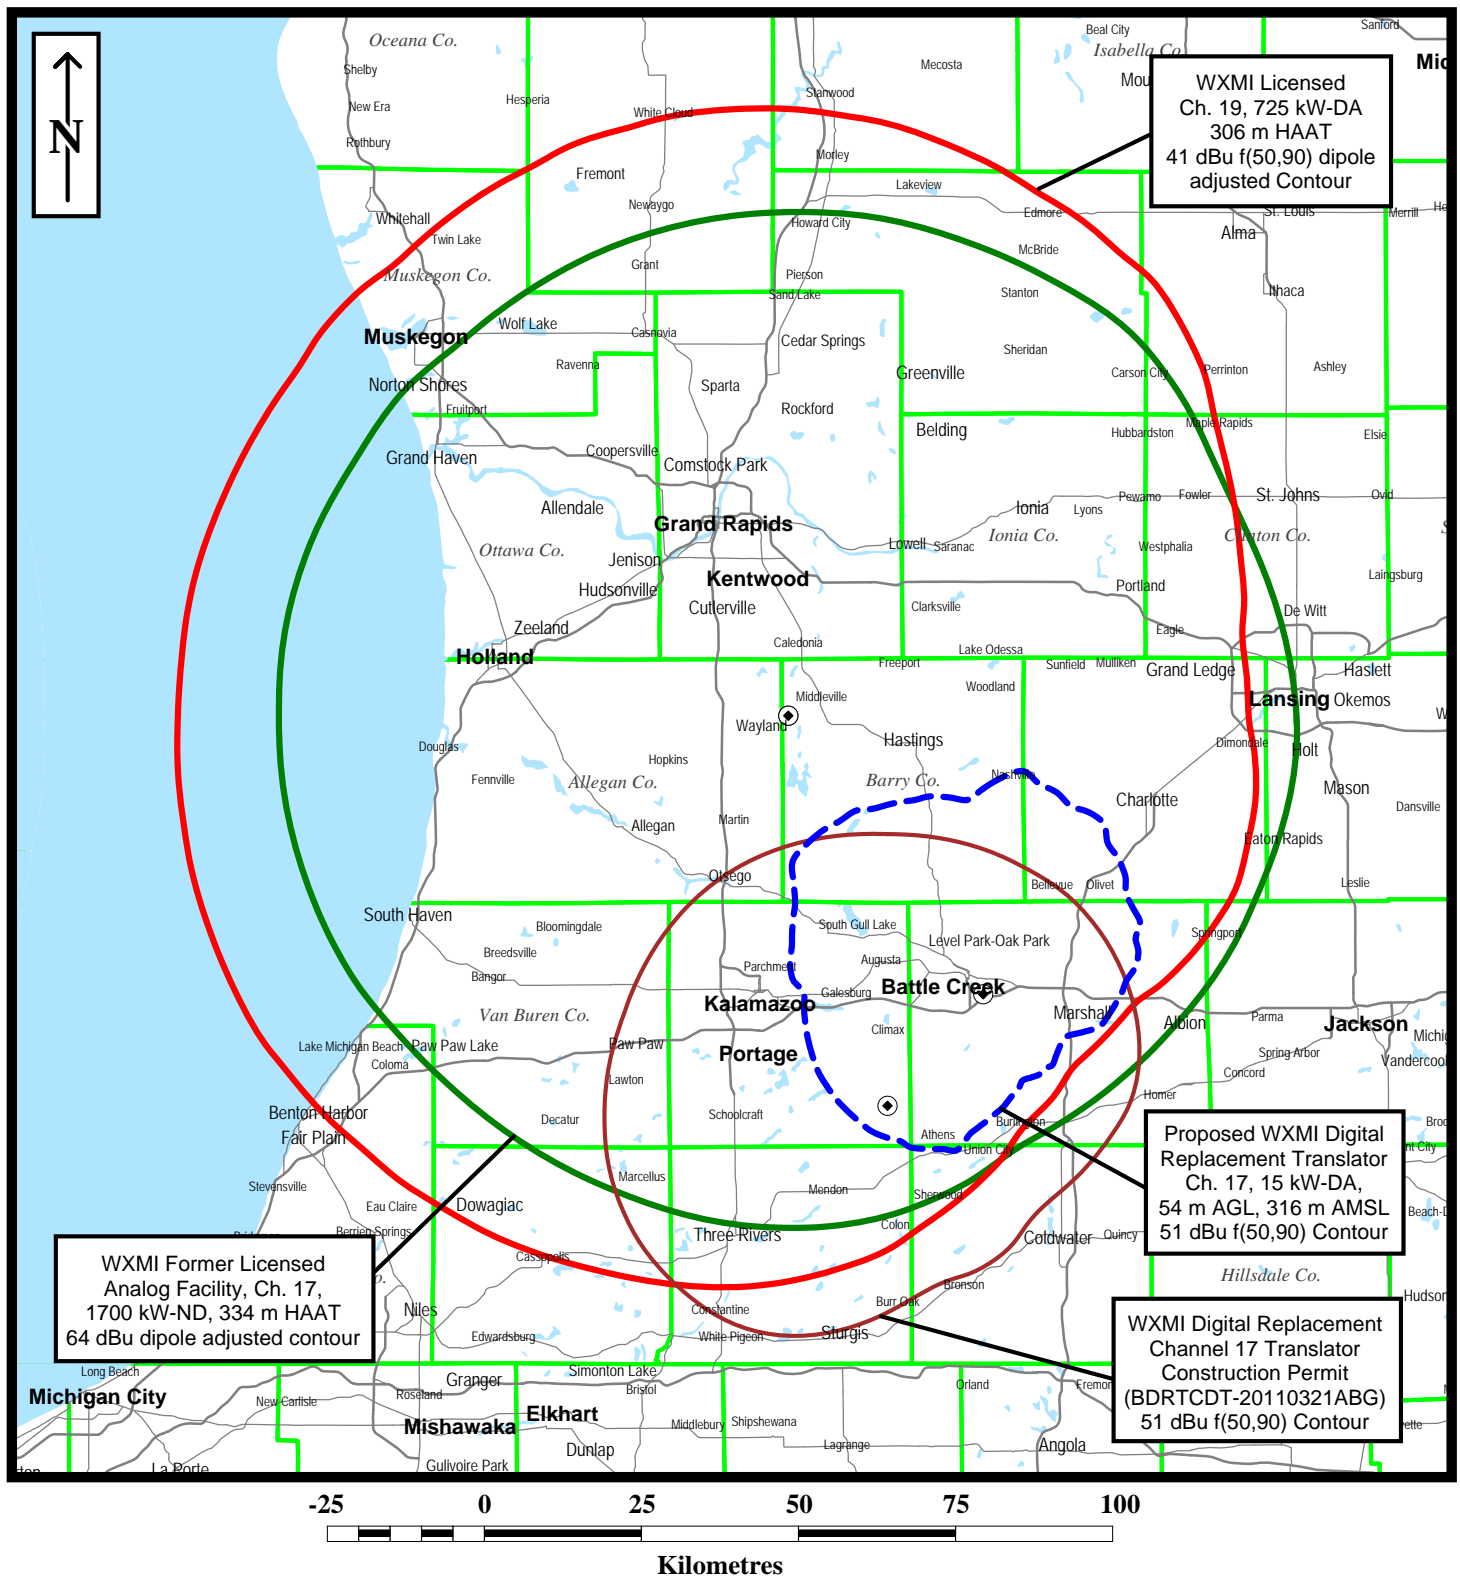 Oceana Co.
Beal City
Sanford
Isabella Co
Shelby
Mecosta
Mic
Mou
Hesperia
Stanwood
New Era
White Cloud
N
Rothbury
Morley
WXMI Licensed
Ch. 19, 725 kW-DA
306 m HAAT
41 dBu f(50,90) dipole
adjusted Contour
Fremont
Lakeview
Newaygo
Whitehall
Howard City
Edmore
St. Louis
Merrill
He
Twin Lake
Alma
McBride
Muskegon Co.
Grant
Pierson
Sand Lake
Stanton
Ithaca
Muskegon
Wolf Lake
Casnovia
Cedar Springs
Sheridan
Ravenna
Greenville
Carson City
Perrinton
Ashley
Norton Shores
Sparta
Fruitport
Rockford
Belding
Hubbardston
Maple Rapids
Elsie
Grand Haven
Coopersville
Comstock Park
Allendale
Ionia
Lyons
Pewamo
Fowler
St. Johns
Ovid
Grand Rapids
Ottawa Co.
Ionia Co.
Clinton Co.
S
Jenison
Lowell
Saranac
Westphalia
Hudsonville
Kentwood
Portland
Laingsburg
Cutlerville
Clarksville
De Witt
Zeeland
Eagle
Holland
Caledonia
Lake Odessa
Freeport
Sunfield
Mulliken
Grand Ledge
Haslett
Woodland
Middleville
Lansing
Okemos
W
Wayland
Hastings
Douglas
Dimondale
Holt
Hopkins
Fennville
Allegan Co.
Barry Co.
Nashville
Charlotte
Mason
Dansville
Allegan
Martin
Eaton Rapids
Otsego
Bellevue
Olivet
Leslie
South Haven
Bloomingdale
South Gull Lake
Springport
Breedsville
Level Park-Oak Park
Augusta
Bangor
Parchment
Battle Creek
Galesburg
Kalamazoo
Van Buren Co.
Marshall
Albion
Parma
Jackson
Climax
Michig
Lake Michigan Beach
Paw Paw Lake
Paw Paw
Portage
Spring Arbor
Vandercool
Coloma
Lawton
Concord
Homer
Benton Harbor
Decatur
Schoolcraft
Burlington
Broo
Fair Plain
Athens
Union City
nt City
Proposed WXMI Digital
Replacement Translator
Ch. 17, 15 kW-DA,
54 m AGL, 316 m AMSL
51 dBu f(50,90) Contour
Stevensville
Marcellus
Mendon
Sherwood
Eau Claire
Dowagiac
Beach-D
Colon
Berrien Springs
Three Rivers
Coldwater
Quincy
Cassopolis
WXMI Former Licensed
Analog Facility, Ch. 17,
1700 kW-ND, 334 m HAAT
64 dBu dipole adjusted contour
o.
Hillsdale Co.
Bronson
Hudson
Niles
Constantine
Burr Oak
White Pigeon
Sturgis
Edwardsburg
WXMI Digital Replacement
Channel 17 Translator
Construction Permit
(BDRTCDT-20110321ABG)
51 dBu f(50,90) Contour
Long Beach
Simonton Lake
Granger
Bristol
Orland
Fremon
Michigan City
New Carlisle
Roseland
Elkhart
Mishawaka
Middlebury
Shipshewana
ette
Dunlap
Lagrange
Angola
Gulivoire Park
La Porte
rton
-25 0 25 50 75 100
Kilometres